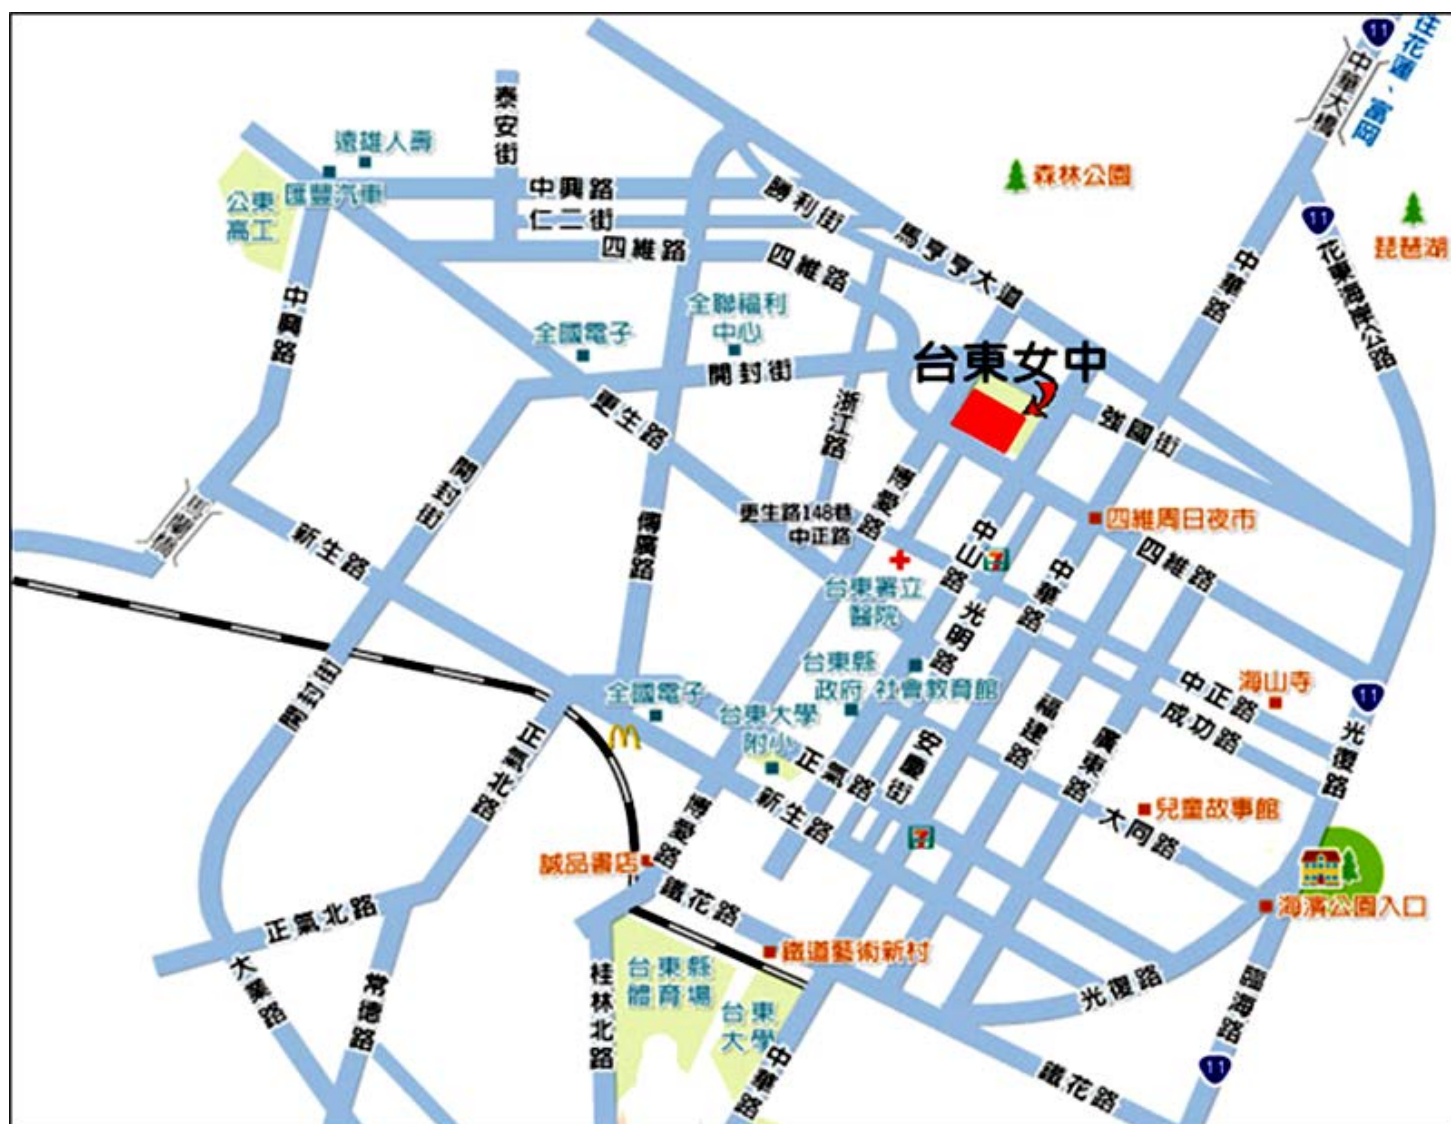 11
往花蓮、富岡
中華大橋
泰安街
遠雄人壽
匯豐汽車
公東
高工
中興路
仁二街
四維路
四維路
勝利街
馬亨亨大道
森林公園
11
琵琶湖
中華路
花東海岸公路
中興路
全國電子
全聯福利
中心
開封街
台東女中
強國街
更生路
浙江路
開封街
博愛路
馬蘭橋
新生路
傳廣路
更生路148巷
中正路
中山路
7
四維周日夜市
四維路
中華路
台東署立
醫院
光明路
開封街
台東縣
政府
社會教育館
中正路
海山寺
11
成功路
光復路
全國電子
台東大學
附小
正氣北路
正氣路
安慶街
福建路
廣東路
新生路
博愛路
7
大同路
兒童故事館
誠品書店
鐵花路
海濱公園入口
正氣北路
鐵道藝術新村
大業路
常德路
桂林北路
台東縣
體育場
台東
大學
光復路
臨海路
中華路
鐵花路
11